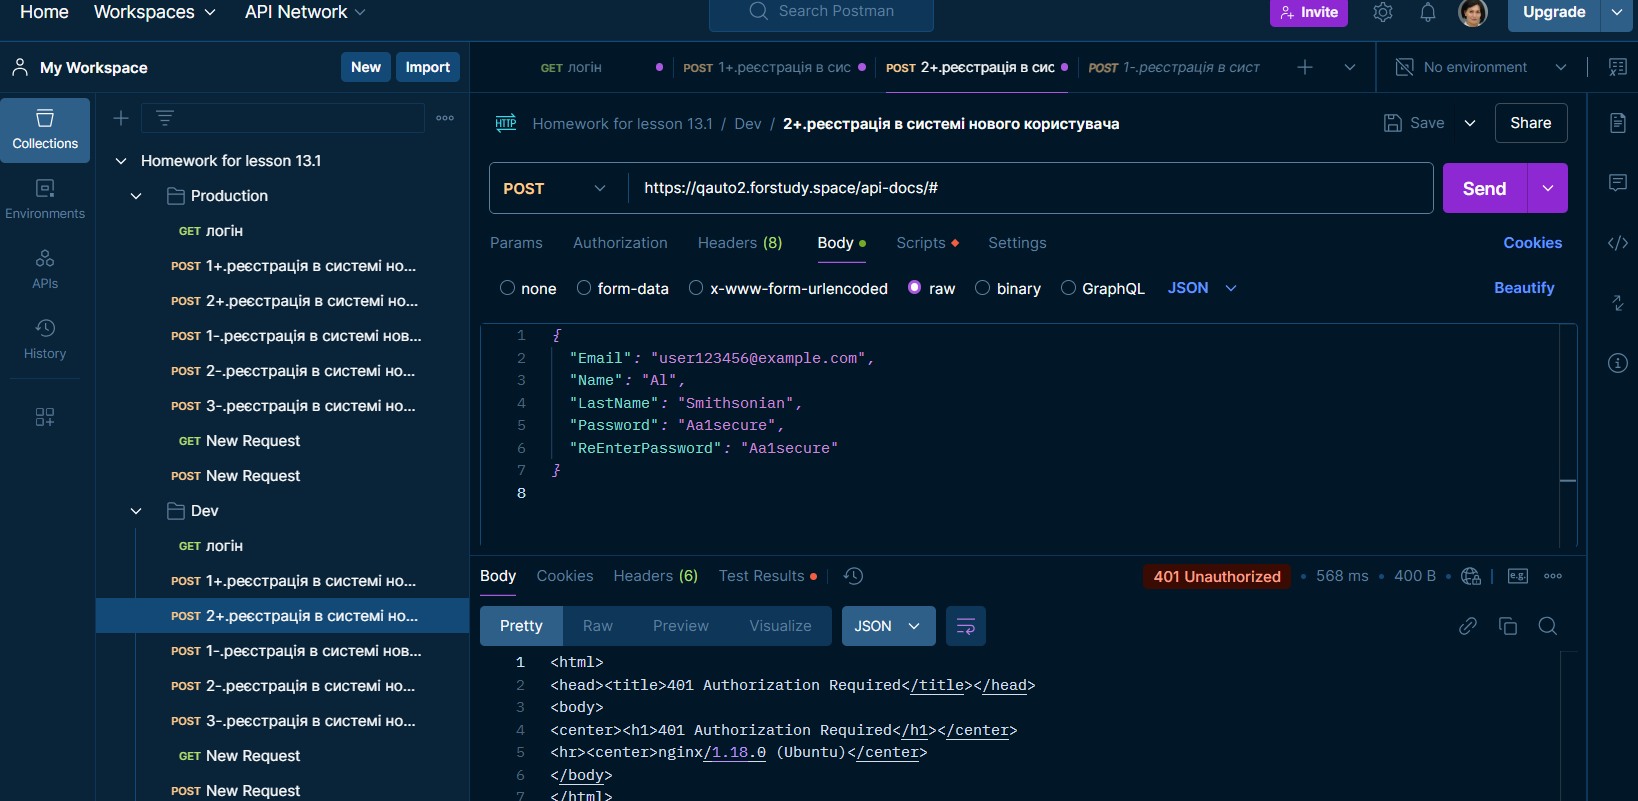 Home Workspaces API Network Search Postman Invite Upgrade
My Workspace New Import
GET логін POST 1+.реєстрація в сис POST 2+.реєстрація в сис POST 1-.реєстрація в сист No environment
Collections
Environments
APIs
History
Homework for lesson 13.1
Production
GET логін
POST 1+.реєстрація в системі но...
POST 2+.реєстрація в системі но...
POST 1-.реєстрація в системі нов...
POST 2-.реєстрація в системі но...
POST 3-.реєстрація в системі но...
GET New Request
POST New Request
Dev
GET логін
POST 1+.реєстрація в системі но...
POST 2+.реєстрація в системі но...
POST 1-.реєстрація в системі нов...
POST 2-.реєстрація в системі но...
POST 3-.реєстрація в системі но...
GET New Request
POST New Request
HTTP Homework for lesson 13.1 / Dev / 2+.реєстрація в системі нового користувача Save Share
POST https://qauto2.forstudy.space/api-docs/# Send
Params Authorization Headers (8) Body Scripts Settings Cookies
none form-data x-www-form-urlencoded raw binary GraphQL JSON Beautify
1 {
2 "Email": "user123456@example.com",
3 "Name": "Al",
4 "LastName": "Smithsonian",
5 "Password": "Aa1secure",
6 "ReEnterPassword": "Aa1secure"
7 }
8
Body Cookies Headers (6) Test Results 401 Unauthorized 568 ms 400 B e.g.
Pretty Raw Preview Visualize JSON
1 <html>
2 <head><title>401 Authorization Required</title></head>
3 <body>
4 <center><h1>401 Authorization Required</h1></center>
5 <hr><center>nginx/1.18.0 (Ubuntu)</center>
6 </body>
7 </html>